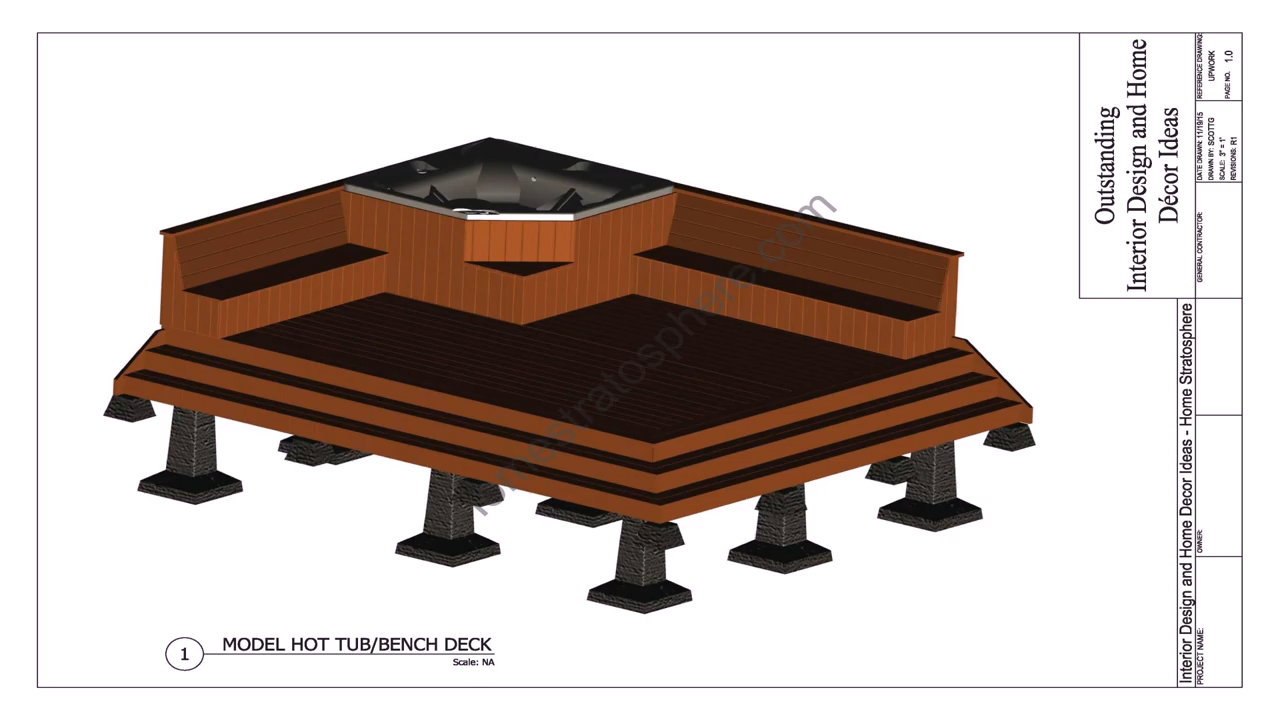 Outstanding
Interior Design and Home
Décor Ideas
REFERENCE DRAWING:
UPWORK
PAGE NO. 1.0
DATE DRAWN: 11/19/15
DRAWN BY: SCOTTG
SCALE: 3" = 1'
REVISIONS: R1
GENERAL CONTRACTOR:
Interior Design and Home Decor Ideas - Home Stratosphere
OWNER:
PROJECT NAME:
homestratosphere.com
1
MODEL HOT TUB/BENCH DECK
Scale: NA